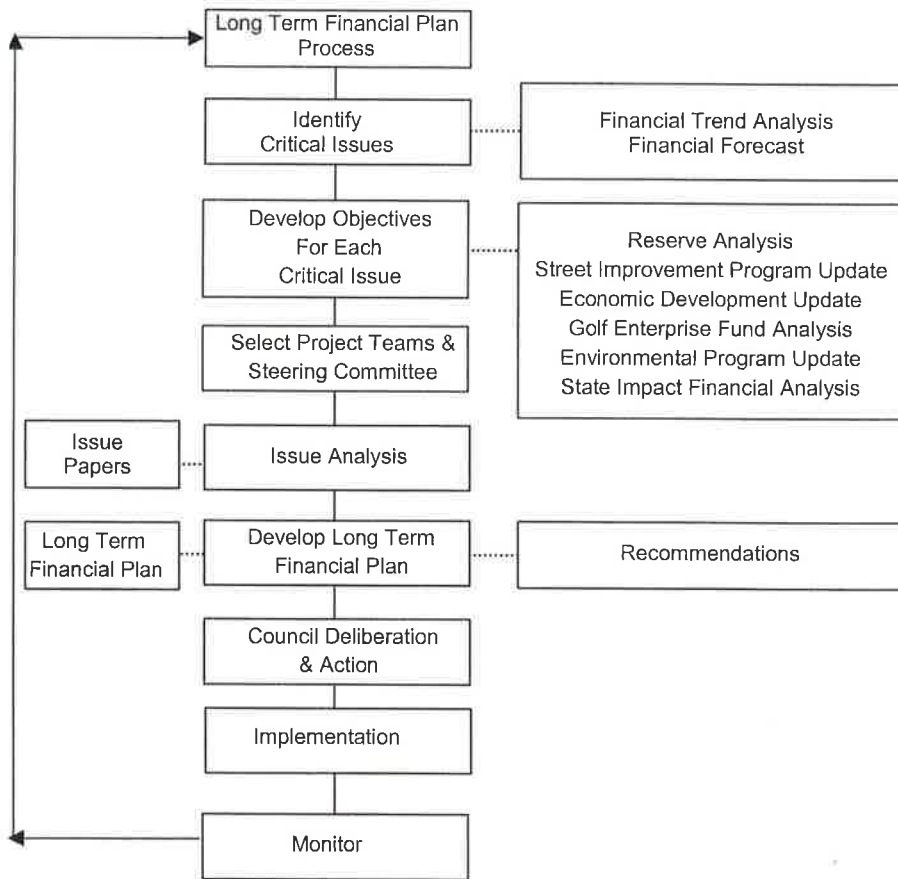 Long Term Financial Plan
Process
Identify
Critical Issues
Financial Trend Analysis
Financial Forecast
Develop Objectives
For Each
Critical Issue
Reserve Analysis
Street Improvement Program Update
Economic Development Update
Golf Enterprise Fund Analysis
Environmental Program Update
State Impact Financial Analysis
Select Project Teams &
Steering Committee
Issue
Papers
Issue Analysis
Long Term
Financial Plan
Develop Long Term
Financial Plan
Recommendations
Council Deliberation
& Action
Implementation
Monitor